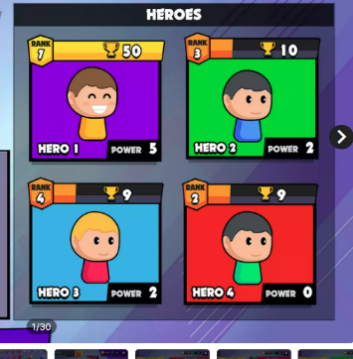 HEROES
RANK
7
50
RANK
3
10
HERO 1 POWER 5
HERO 2 POWER 2
RANK
4
9
RANK
2
9
HERO 3 POWER 2
HERO 4 POWER 0
1/30